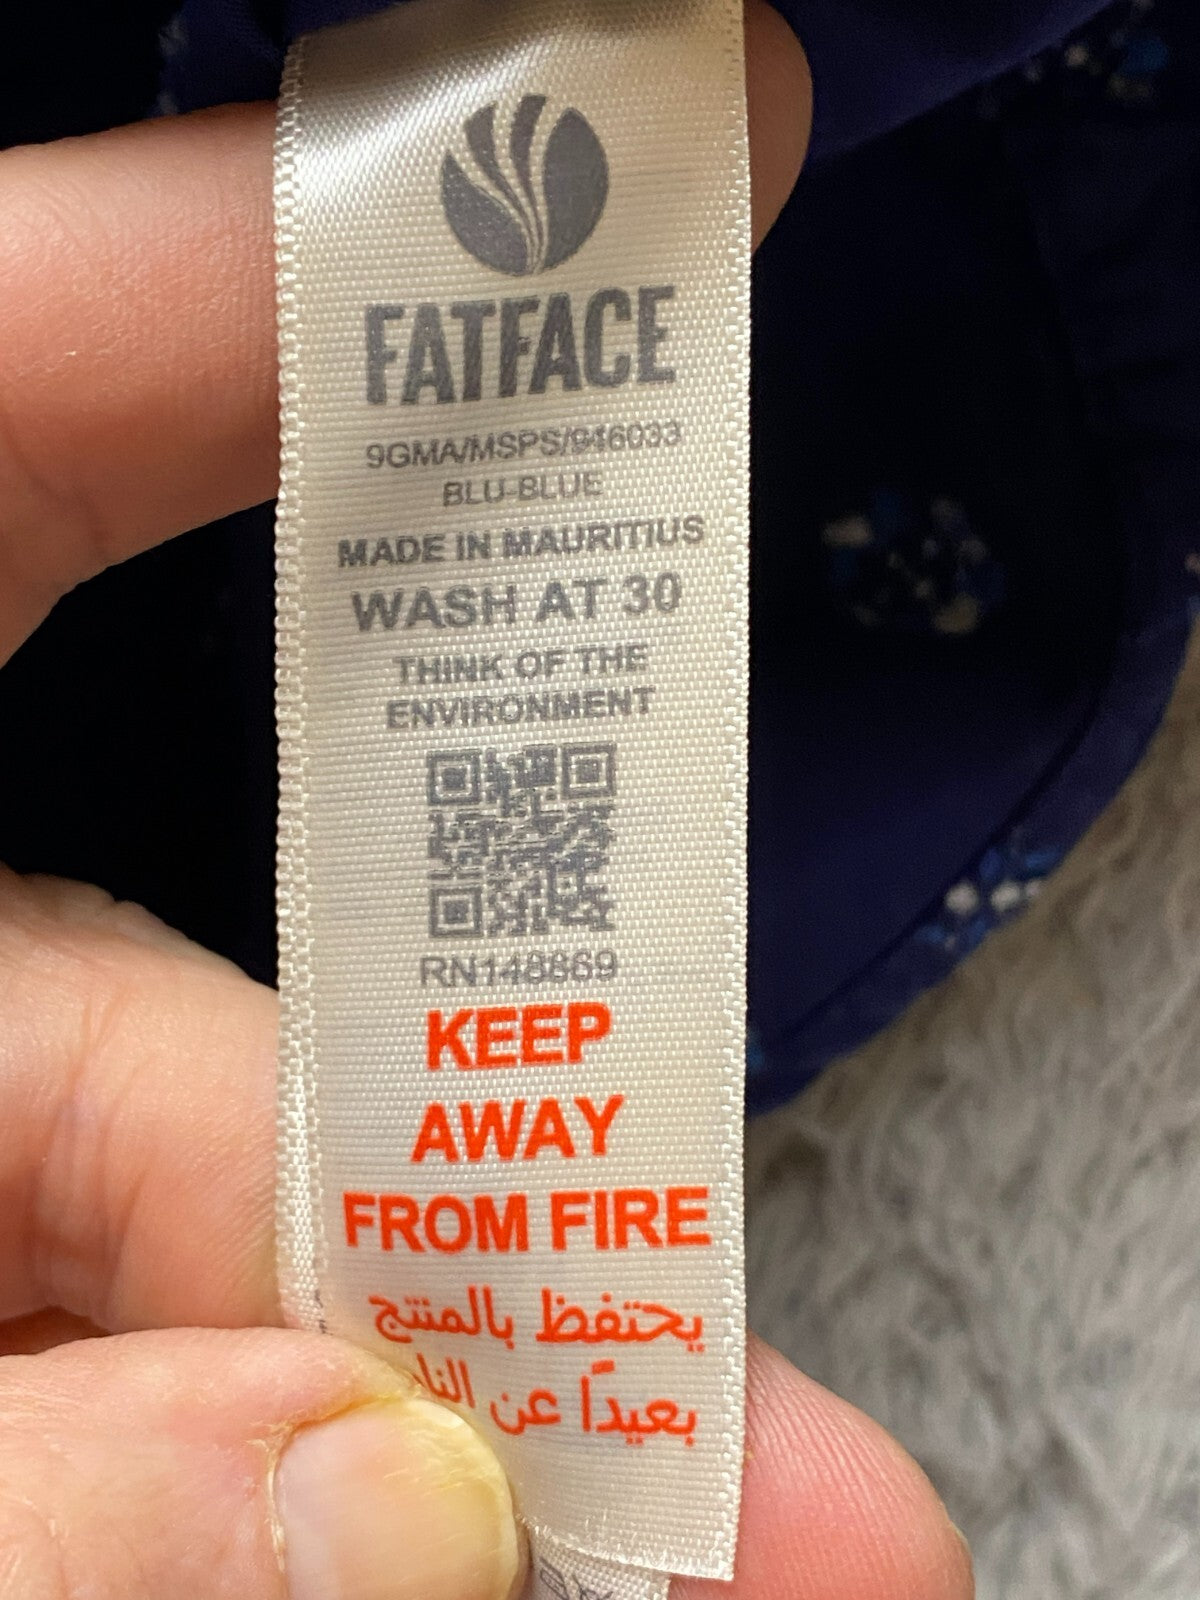 FATFACE
9GMA/MSPS/946033
BLU-BLUE
MADE IN MAURITIUS
WASH AT 30
THINK OF THE
ENVIRONMENT
RN148869
KEEP
AWAY
FROM FIRE
يحتفظ بالمنتج
بعيداً عن